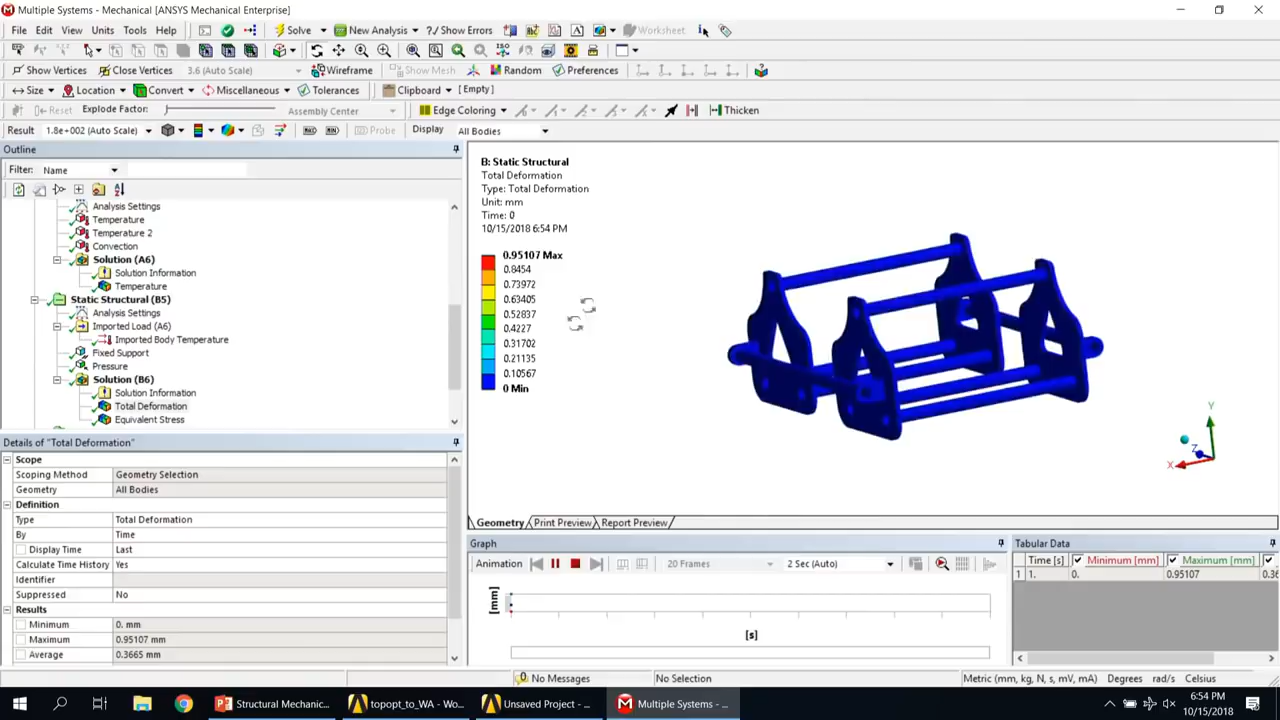 Multiple Systems - Mechanical [ANSYS Mechanical Enterprise]
File Edit View Units Tools Help Solve New Analysis ?/ Show Errors Worksheet
Show Vertices Close Vertices 3.6 (Auto Scale) Wireframe Show Mesh Random Preferences
Size Location Convert Miscellaneous Tolerances Clipboard [ Empty ]
Reset Explode Factor: Assembly Center Edge Coloring Thicken
Result 1.8e+002 (Auto Scale) Probe Display All Bodies
Outline
Filter: Name
Analysis Settings
Temperature
Temperature 2
Convection
Solution (A6)
Solution Information
Temperature
Static Structural (B5)
Analysis Settings
Imported Load (A6)
Imported Body Temperature
Fixed Support
Pressure
Solution (B6)
Solution Information
Total Deformation
Equivalent Stress
Details of "Total Deformation"
Scope
Scoping Method Geometry Selection
Geometry All Bodies
Definition
Type Total Deformation
By Time
Display Time Last
Calculate Time History Yes
Identifier
Suppressed No
Results
Minimum 0. mm
Maximum 0.95107 mm
Average 0.3665 mm
B: Static Structural
Total Deformation
Type: Total Deformation
Unit: mm
Time: 0
10/15/2018 6:54 PM
0.95107 Max
0.8454
0.73972
0.63405
0.52837
0.4227
0.31702
0.21135
0.10567
0 Min
Y
Z
X
Geometry Print Preview Report Preview
Graph
Animation 20 Frames 2 Sec (Auto)
[mm]
[s]
Tabular Data
Time [s] Minimum [mm] Maximum [mm]
1 1. 0. 0.95107 0.36
0 No Messages No Selection Metric (mm, kg, N, s, mV, mA) Degrees rad/s Celsius
Structural Mechanic... topopt_to_WA - Wo... Unsaved Project - ... Multiple Systems - ... 6:54 PM
10/15/2018